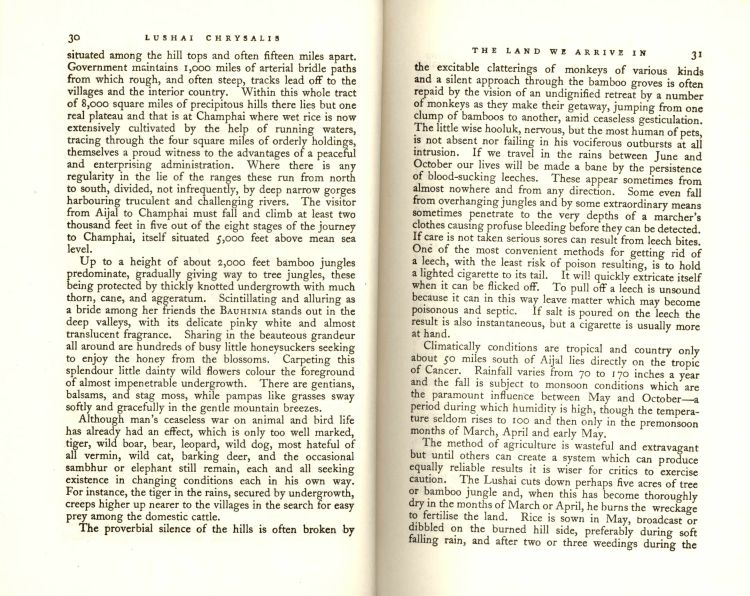 30 LUSHAI CHRYSALIS
situated among the hill tops and often fifteen miles apart.
Government maintains 1,000 miles of arterial bridle paths
from which rough, and often steep, tracks lead off to the
villages and the interior country. Within this whole tract
of 8,000 square miles of precipitous hills there lies but one
real plateau and that is at Champhai where wet rice is now
extensively cultivated by the help of running waters,
tracing through the four square miles of orderly holdings,
themselves a proud witness to the advantages of a peaceful
and enterprising administration. Where there is any
regularity in the lie of the ranges these run from north
to south, divided, not infrequently, by deep narrow gorges
harbouring truculent and challenging rivers. The visitor
from Aijal to Champhai must fall and climb at least two
thousand feet in five out of the eight stages of the journey
to Champhai, itself situated 5,000 feet above mean sea
level.
Up to a height of about 2,000 feet bamboo jungles
predominate, gradually giving way to tree jungles, these
being protected by thickly knotted undergrowth with much
thorn, cane, and aggeratum. Scintillating and alluring as
a bride among her friends the BAUHINIA stands out in the
deep valleys, with its delicate pinky white and almost
translucent fragrance. Sharing in the beauteous grandeur
all around are hundreds of busy little honeysuckers seeking
to enjoy the honey from the blossoms. Carpeting this
splendour little dainty wild flowers colour the foreground
of almost impenetrable undergrowth. There are gentians,
balsams, and stag moss, while pampas like grasses sway
softly and gracefully in the gentle mountain breezes.
Although man's ceaseless war on animal and bird life
has already had an effect, which is only too well marked,
tiger, wild boar, bear, leopard, wild dog, most hateful of
all vermin, wild cat, barking deer, and the occasional
sambhur or elephant still remain, each and all seeking
existence in changing conditions each in his own way.
For instance, the tiger in the rains, secured by undergrowth,
creeps higher up nearer to the villages in the search for easy
prey among the domestic cattle.
The proverbial silence of the hills is often broken by
THE LAND WE ARRIVE IN 31
the excitable clatterings of monkeys of various kinds
and a silent approach through the bamboo groves is often
repaid by the vision of an undignified retreat by a number
of monkeys as they make their getaway, jumping from one
clump of bamboos to another, amid ceaseless gesticulation.
The little wise hooluk, nervous, but the most human of pets,
is not absent nor failing in his vociferous outbursts at all
intrusion. If we travel in the rains between June and
October our lives will be made a bane by the persistence
of blood-sucking leeches. These appear sometimes from
almost nowhere and from any direction. Some even fall
from overhanging jungles and by some extraordinary means
sometimes penetrate to the very depths of a marcher's
clothes causing profuse bleeding before they can be detected.
If care is not taken serious sores can result from leech bites.
One of the most convenient methods for getting rid of
a leech, with the least risk of poison resulting, is to hold
a lighted cigarette to its tail. It will quickly extricate itself
when it can be flicked off. To pull off a leech is unsound
because it can in this way leave matter which may become
poisonous and septic. If salt is poured on the leech the
result is also instantaneous, but a cigarette is usually more
at hand.
Climatically conditions are tropical and country only
about 50 miles south of Aijal lies directly on the tropic
of Cancer. Rainfall varies from 70 to 170 inches a year
and the fall is subject to monsoon conditions which are
the paramount influence between May and October—a
period during which humidity is high, though the tempera-
ture seldom rises to 100 and then only in the premonsoon
months of March, April and early May.
The method of agriculture is wasteful and extravagant
but until others can create a system which can produce
equally reliable results it is wiser for critics to exercise
caution. The Lushai cuts down perhaps five acres of tree
or bamboo jungle and, when this has become thoroughly
dry in the months of March or April, he burns the wreckage
to fertilise the land. Rice is sown in May, broadcast or
dibbled on the burned hill side, preferably during soft
falling rain, and after two or three weedings during the